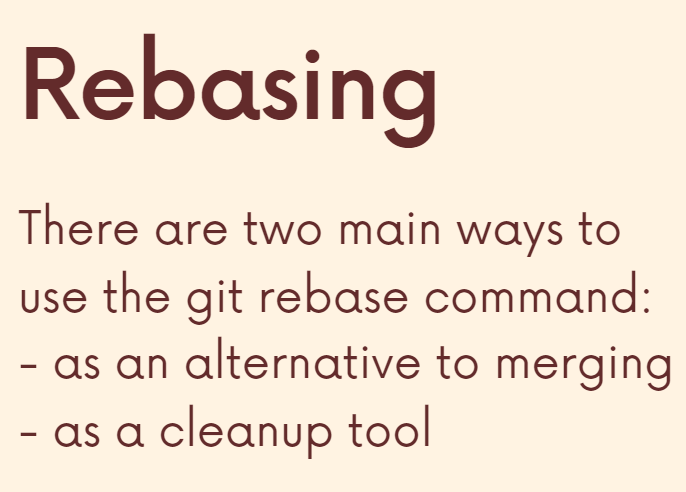 Rebasing
There are two main ways to
use the git rebase command:
- as an alternative to merging
- as a cleanup tool